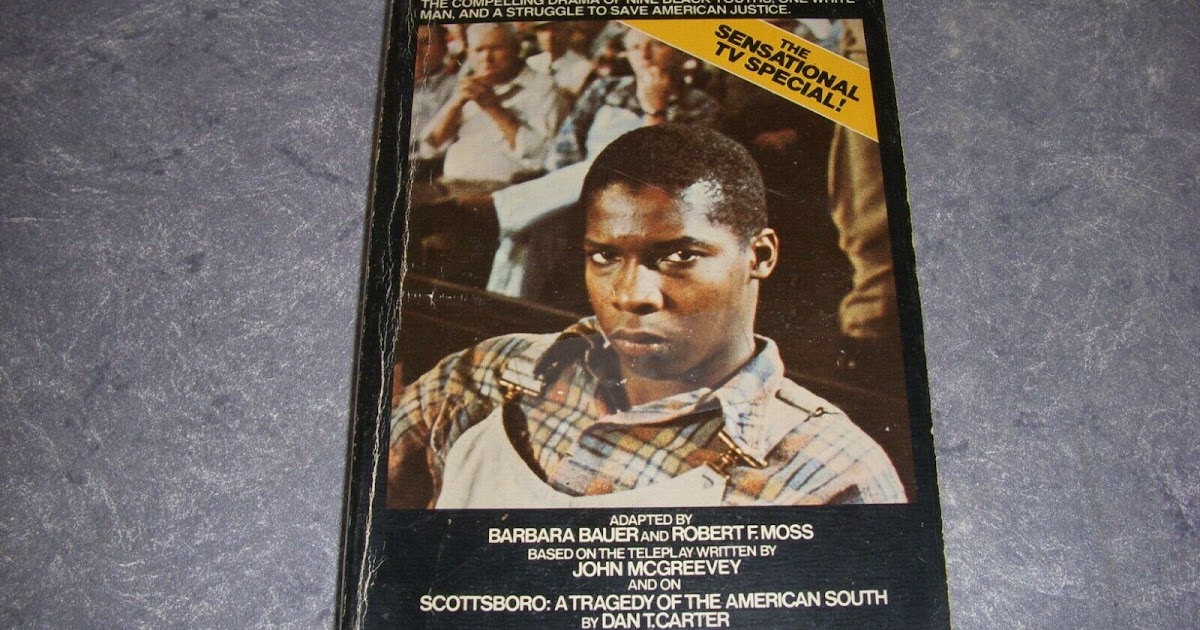 THE COMPELLING DRAMA OF NINE BLACK YOUTHS, ONE WHITE
MAN, AND A STRUGGLE TO SAVE AMERICAN JUSTICE.
THE
SENSATIONAL
TV SPECIAL!
ADAPTED BY
BARBARA BAUER AND ROBERT F. MOSS
BASED ON THE TELEPLAY WRITTEN BY
JOHN MCGREEVEY
AND ON
SCOTTSBORO: A TRAGEDY OF THE AMERICAN SOUTH
BY DAN T. CARTER